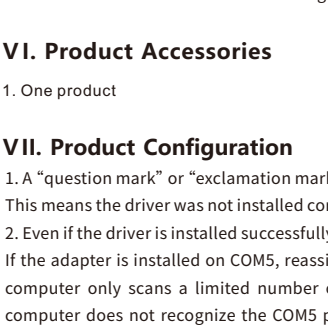 VI. Product Accessories
1. One product
VII. Product Configuration
1. A “question mark” or “exclamation mark
This means the driver was not installed
2. Even if the driver is installed successfully
If the adapter is installed on COM5,
computer only scans a limited number
computer does not recognize the COM5